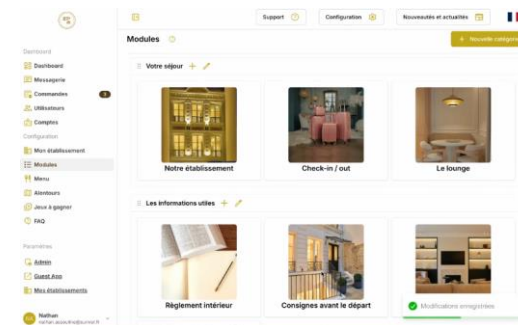 Support
Configuration
Nouveautés et actualités
Modules
+ Nouvelle catégorie
Dashboard
Dashboard
Messagerie
Commandes
Utilisateurs
Comptes
Configuration
Mon établissement
Modules
Menu
Alentours
Jeux à gagner
FAQ
Paramètres
Admin
Guest App
Mes établissements
Nathan
Votre séjour +
Notre établissement
Check-in / out
Le lounge
Les informations utiles +
Règlement intérieur
Consignes avant le départ
Modifications enregistrées